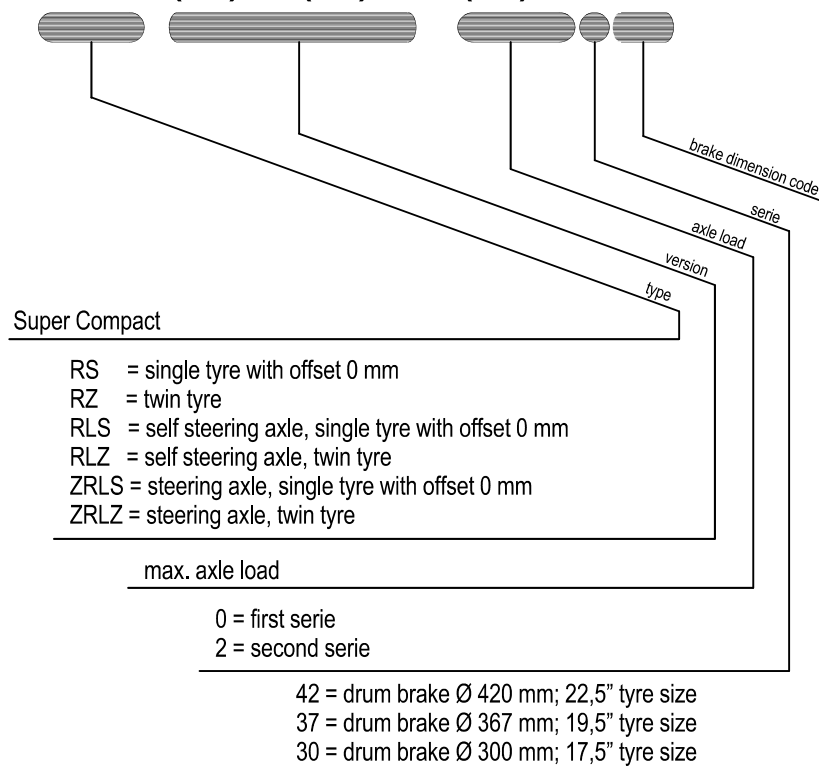 brake dimension code
serie
axle load
version
type
Super Compact
RS = single tyre with offset 0 mm
RZ = twin tyre
RLS = self steering axle, single tyre with offset 0 mm
RLZ = self steering axle, twin tyre
ZRLS = steering axle, single tyre with offset 0 mm
ZRLZ = steering axle, twin tyre
max. axle load
0 = first serie
2 = second serie
42 = drum brake Ø 420 mm; 22,5” tyre size
37 = drum brake Ø 367 mm; 19,5” tyre size
30 = drum brake Ø 300 mm; 17,5” tyre size